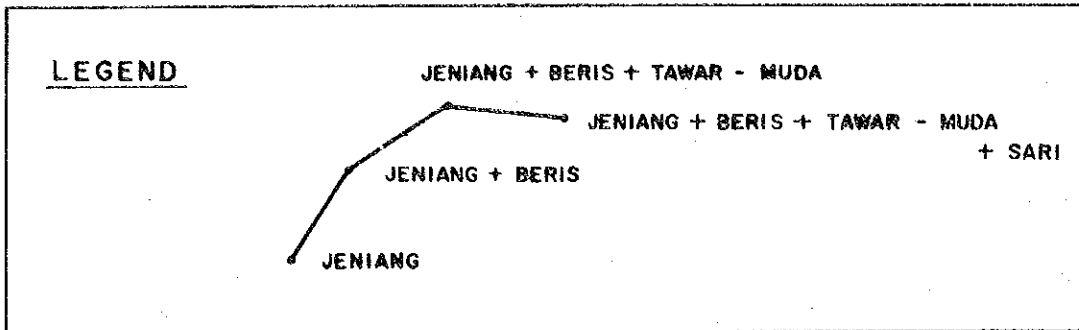 LEGEND
JENIANG + BERIS + TAWAR - MUDA
JENIANG + BERIS + TAWAR - MUDA
+ SARI
JENIANG + BERIS
JENIANG